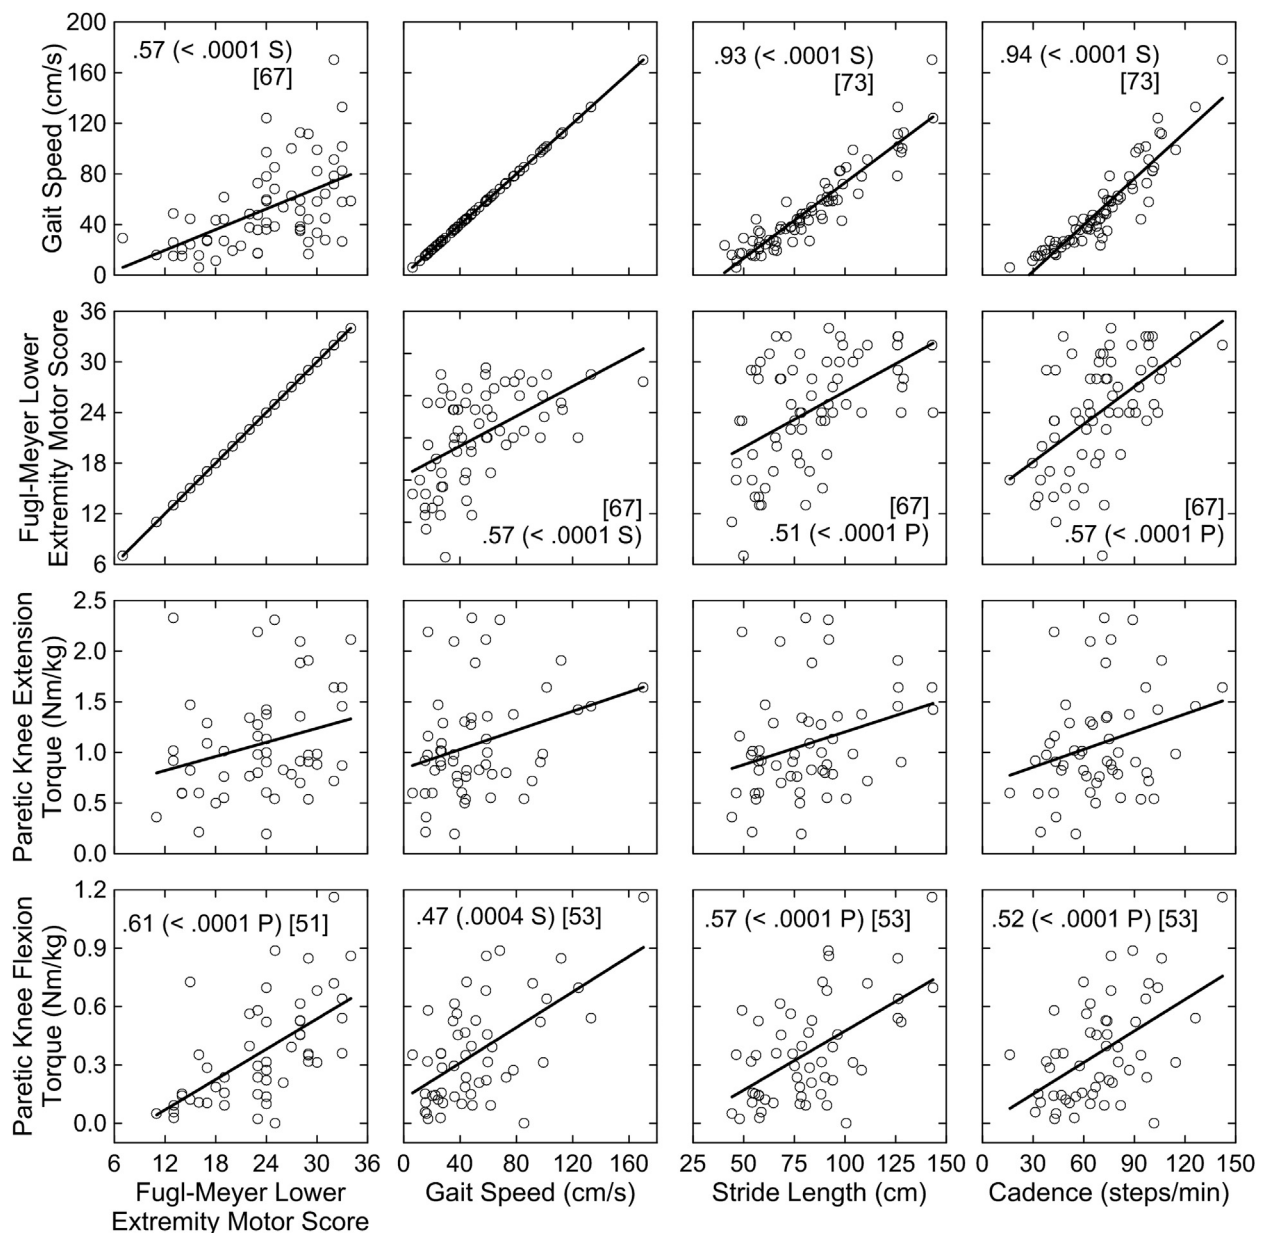 200
160
120
80
40
0
Gait Speed (cm/s)
.57 (< .0001 S)
[67]
.93 (< .0001 S)
[73]
.94 (< .0001 S)
[73]
36
30
24
18
12
6
Fugl-Meyer Lower
Extremity Motor Score
[67]
.57 (< .0001 S)
[67]
.51 (< .0001 P)
[67]
.57 (< .0001 P)
2.5
2.0
1.5
1.0
0.5
0.0
Paretic Knee Extension
Torque (Nm/kg)
1.2
0.9
0.6
0.3
0.0
Paretic Knee Flexion
Torque (Nm/kg)
.61 (< .0001 P) [51]
.47 (.0004 S) [53]
.57 (< .0001 P) [53]
.52 (< .0001 P) [53]
6 12 18 24 30 36
0 40 80 120 160
25 50 75 100 125 150
0 30 60 90 120 150
Fugl-Meyer Lower
Extremity Motor Score
Gait Speed (cm/s)
Stride Length (cm)
Cadence (steps/min)